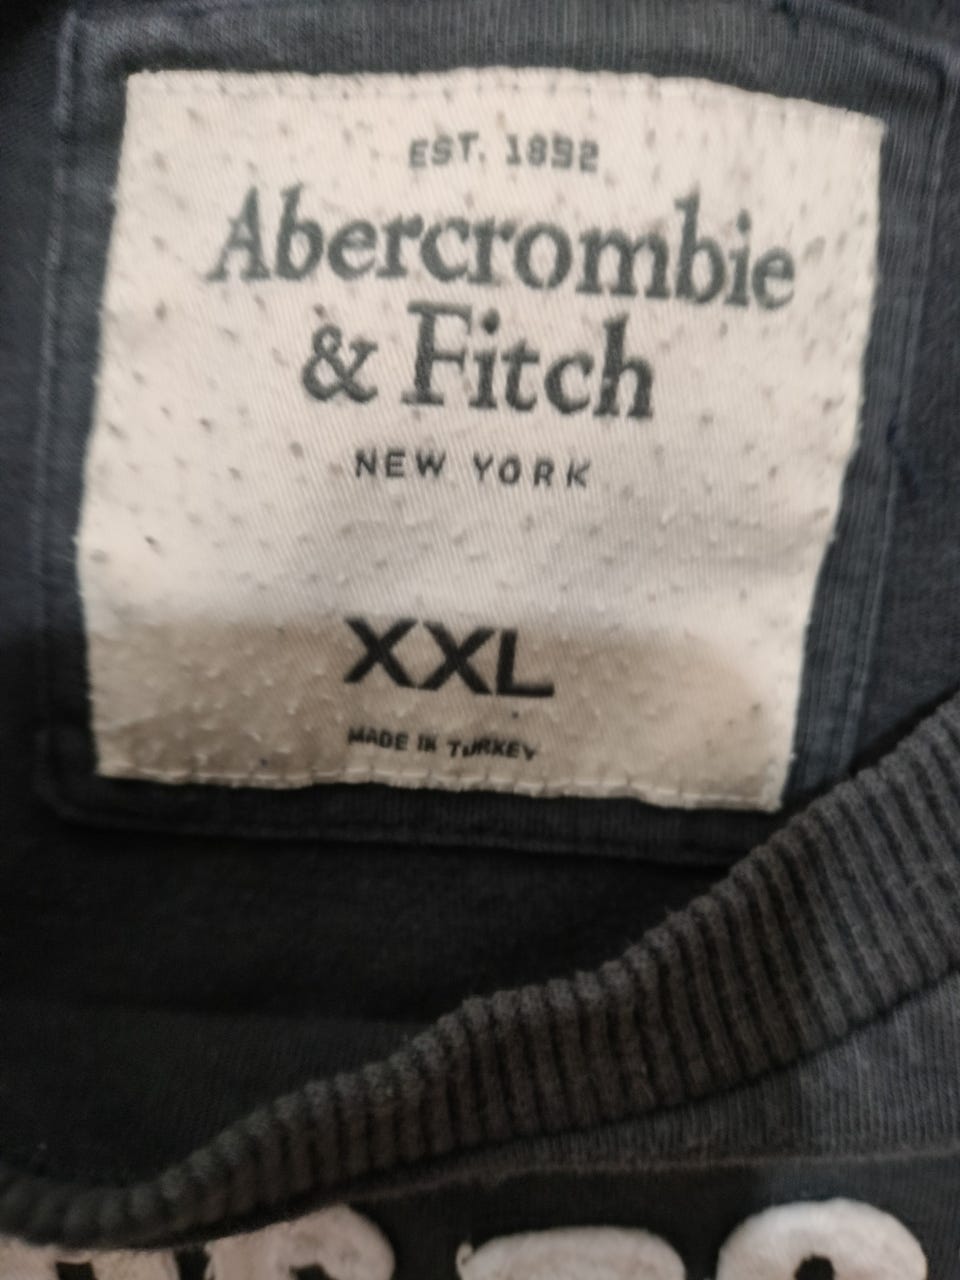 EST. 1892
Abercrombie
& Fitch
NEW YORK
XXL
MADE IN TURKEY